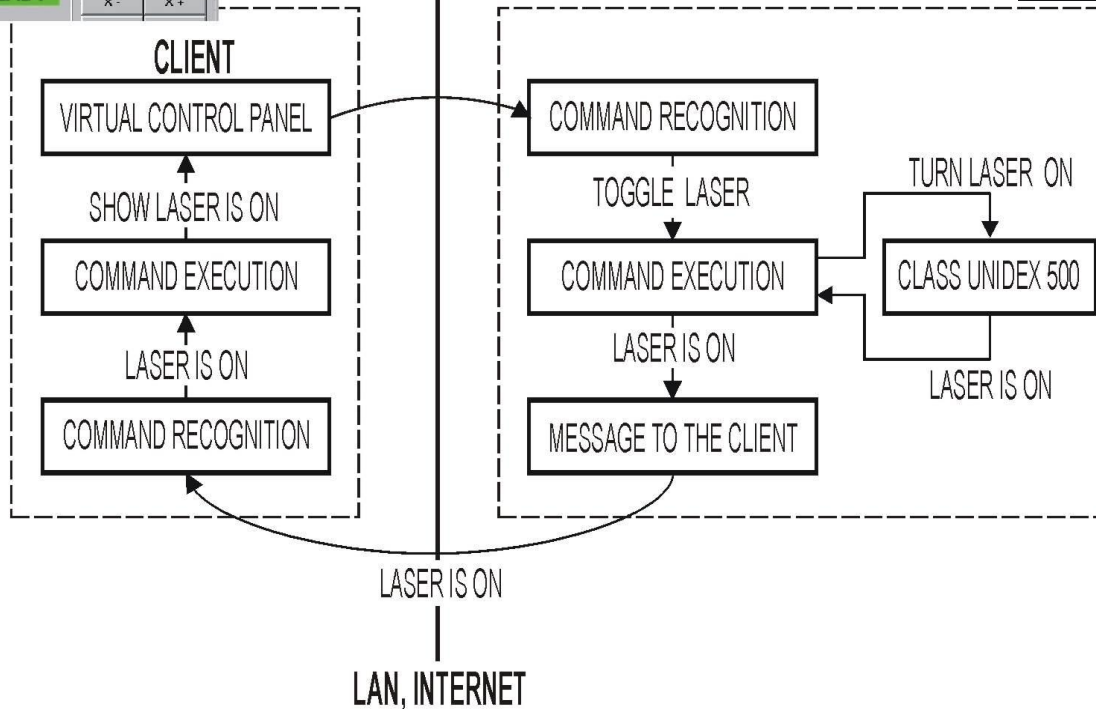 X-
X+
CLIENT
VIRTUAL CONTROL PANEL
SHOW LASER IS ON
COMMAND EXECUTION
LASER IS ON
COMMAND RECOGNITION
COMMAND RECOGNITION
TOGGLE LASER
COMMAND EXECUTION
TURN LASER ON
CLASS UNIDEX 500
LASER IS ON
LASER IS ON
MESSAGE TO THE CLIENT
LASER IS ON
LAN, INTERNET